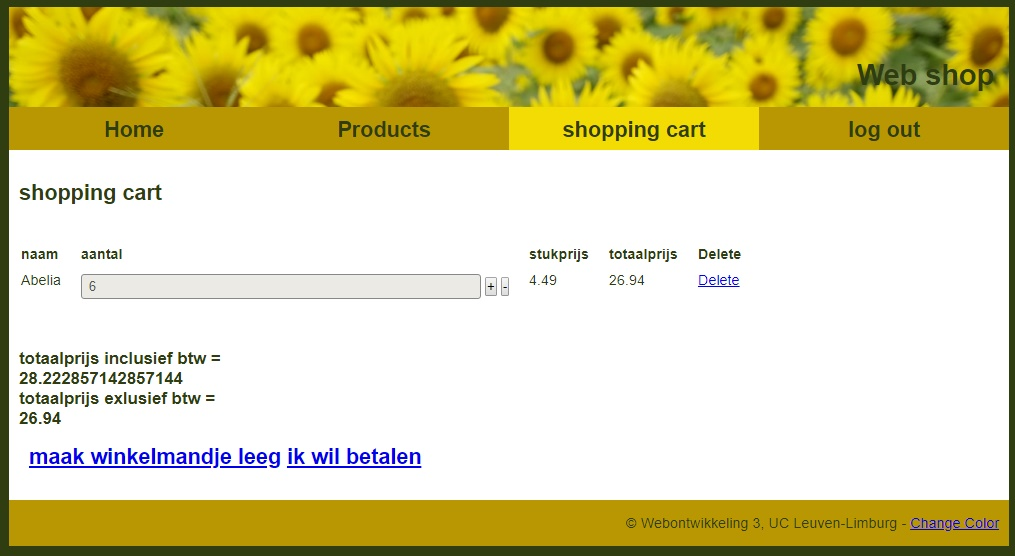 Web shop
Home Products shopping cart log out
shopping cart
naam aantal stukprijs totaalprijs Delete
Abelia 6 + - 4.49 26.94 Delete
totaalprijs inclusief btw =
28.222857142857144
totaalprijs exlusief btw =
26.94
maak winkelmandje leeg ik wil betalen
© Webontwikkeling 3, UC Leuven-Limburg - Change Color